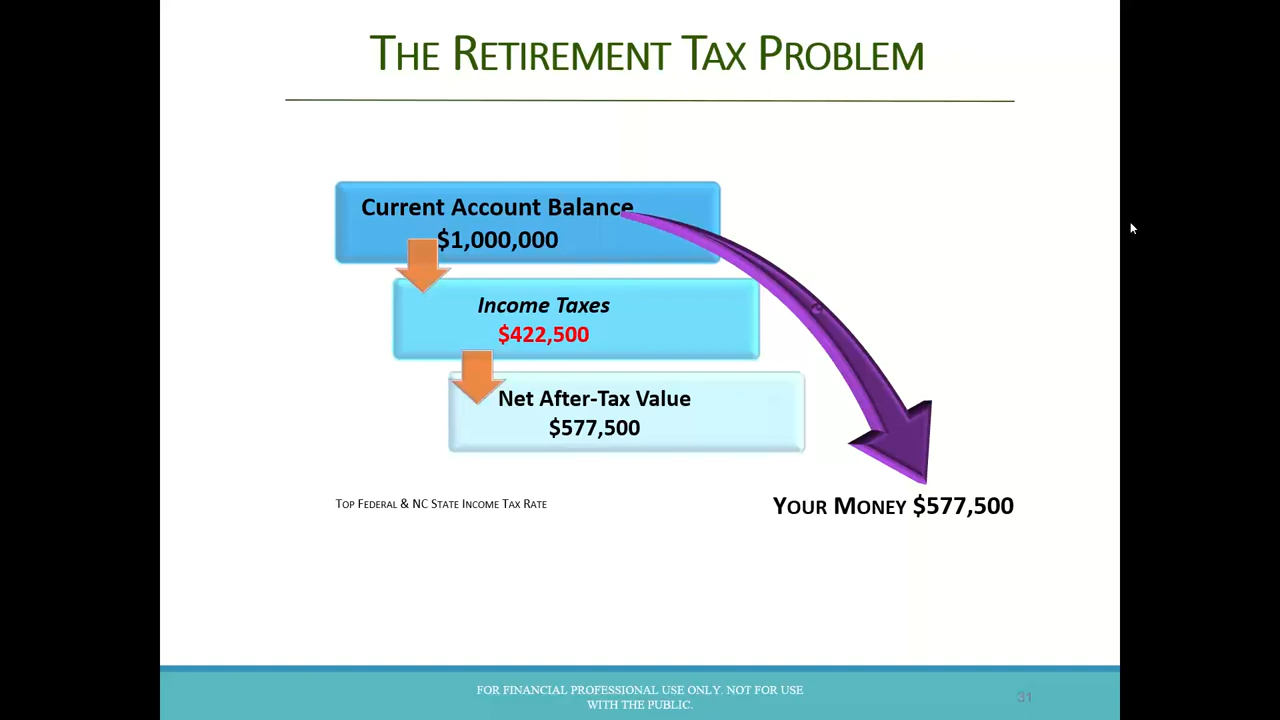 The Retirement Tax Problem
Current Account Balance
$1,000,000
Income Taxes
$422,500
Net After-Tax Value
$577,500
Top Federal & NC State Income Tax Rate
Your Money $577,500
FOR FINANCIAL PROFESSIONAL USE ONLY. NOT FOR USE
WITH THE PUBLIC.
31